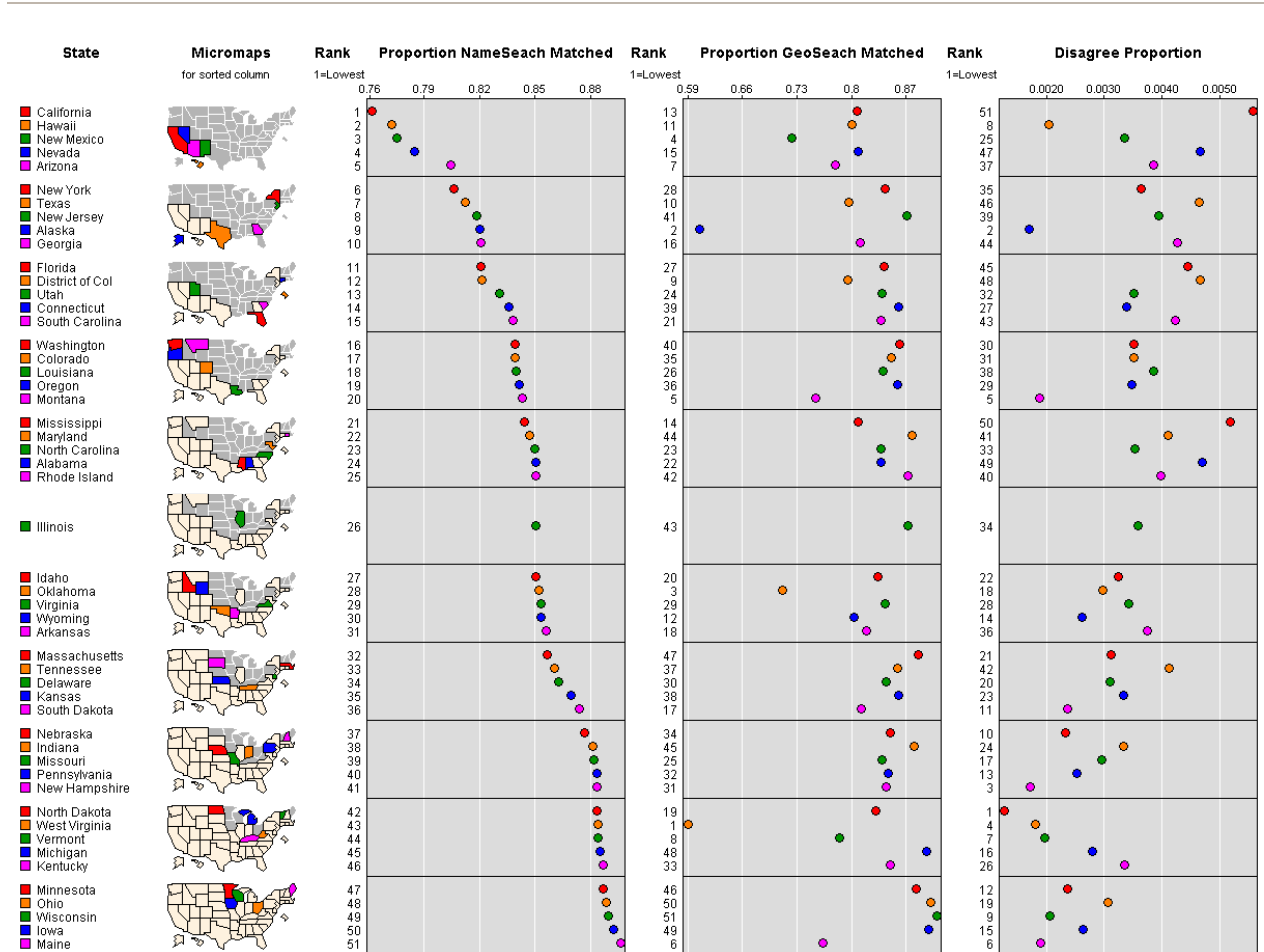 State Micromaps Rank Proportion NameSeach Matched Rank Proportion GeoSeach Matched Rank Disagree Proportion
for sorted column 1=Lowest 1=Lowest 1=Lowest
0.76 0.79 0.82 0.85 0.88 0.59 0.66 0.73 0.8 0.87 0.0020 0.0030 0.0040 0.0050
California 1 13 51
Hawaii 2 11 8
New Mexico 3 4 25
Nevada 4 15 47
Arizona 5 7 37
New York 6 28 35
Texas 7 10 46
New Jersey 8 41 39
Alaska 9 2 2
Georgia 10 16 44
Florida 11 27 45
District of Col 12 9 48
Utah 13 24 32
Connecticut 14 39 27
South Carolina 15 21 43
Washington 16 40 30
Colorado 17 35 31
Louisiana 18 26 38
Oregon 19 36 29
Montana 20 5 5
Mississippi 21 14 50
Maryland 22 44 41
North Carolina 23 23 33
Alabama 24 22 49
Rhode Island 25 42 40
Illinois 26 43 34
Idaho 27 20 22
Oklahoma 28 3 18
Virginia 29 29 28
Wyoming 30 12 14
Arkansas 31 18 36
Massachusetts 32 47 21
Tennessee 33 37 42
Delaware 34 30 20
Kansas 35 38 23
South Dakota 36 17 11
Nebraska 37 34 10
Indiana 38 45 24
Missouri 39 25 17
Pennsylvania 40 32 13
New Hampshire 41 31 3
North Dakota 42 19 1
West Virginia 43 1 4
Vermont 44 8 7
Michigan 45 48 16
Kentucky 46 33 26
Minnesota 47 46 12
Ohio 48 50 19
Wisconsin 49 51 9
Iowa 50 49 15
Maine 51 6 6